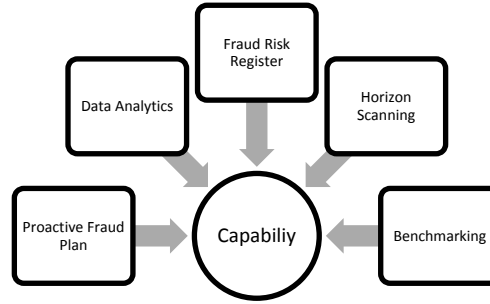 Fraud Risk
Register
Data Analytics
Horizon
Scanning
Proactive Fraud
Plan
Capabiliy
Benchmarking